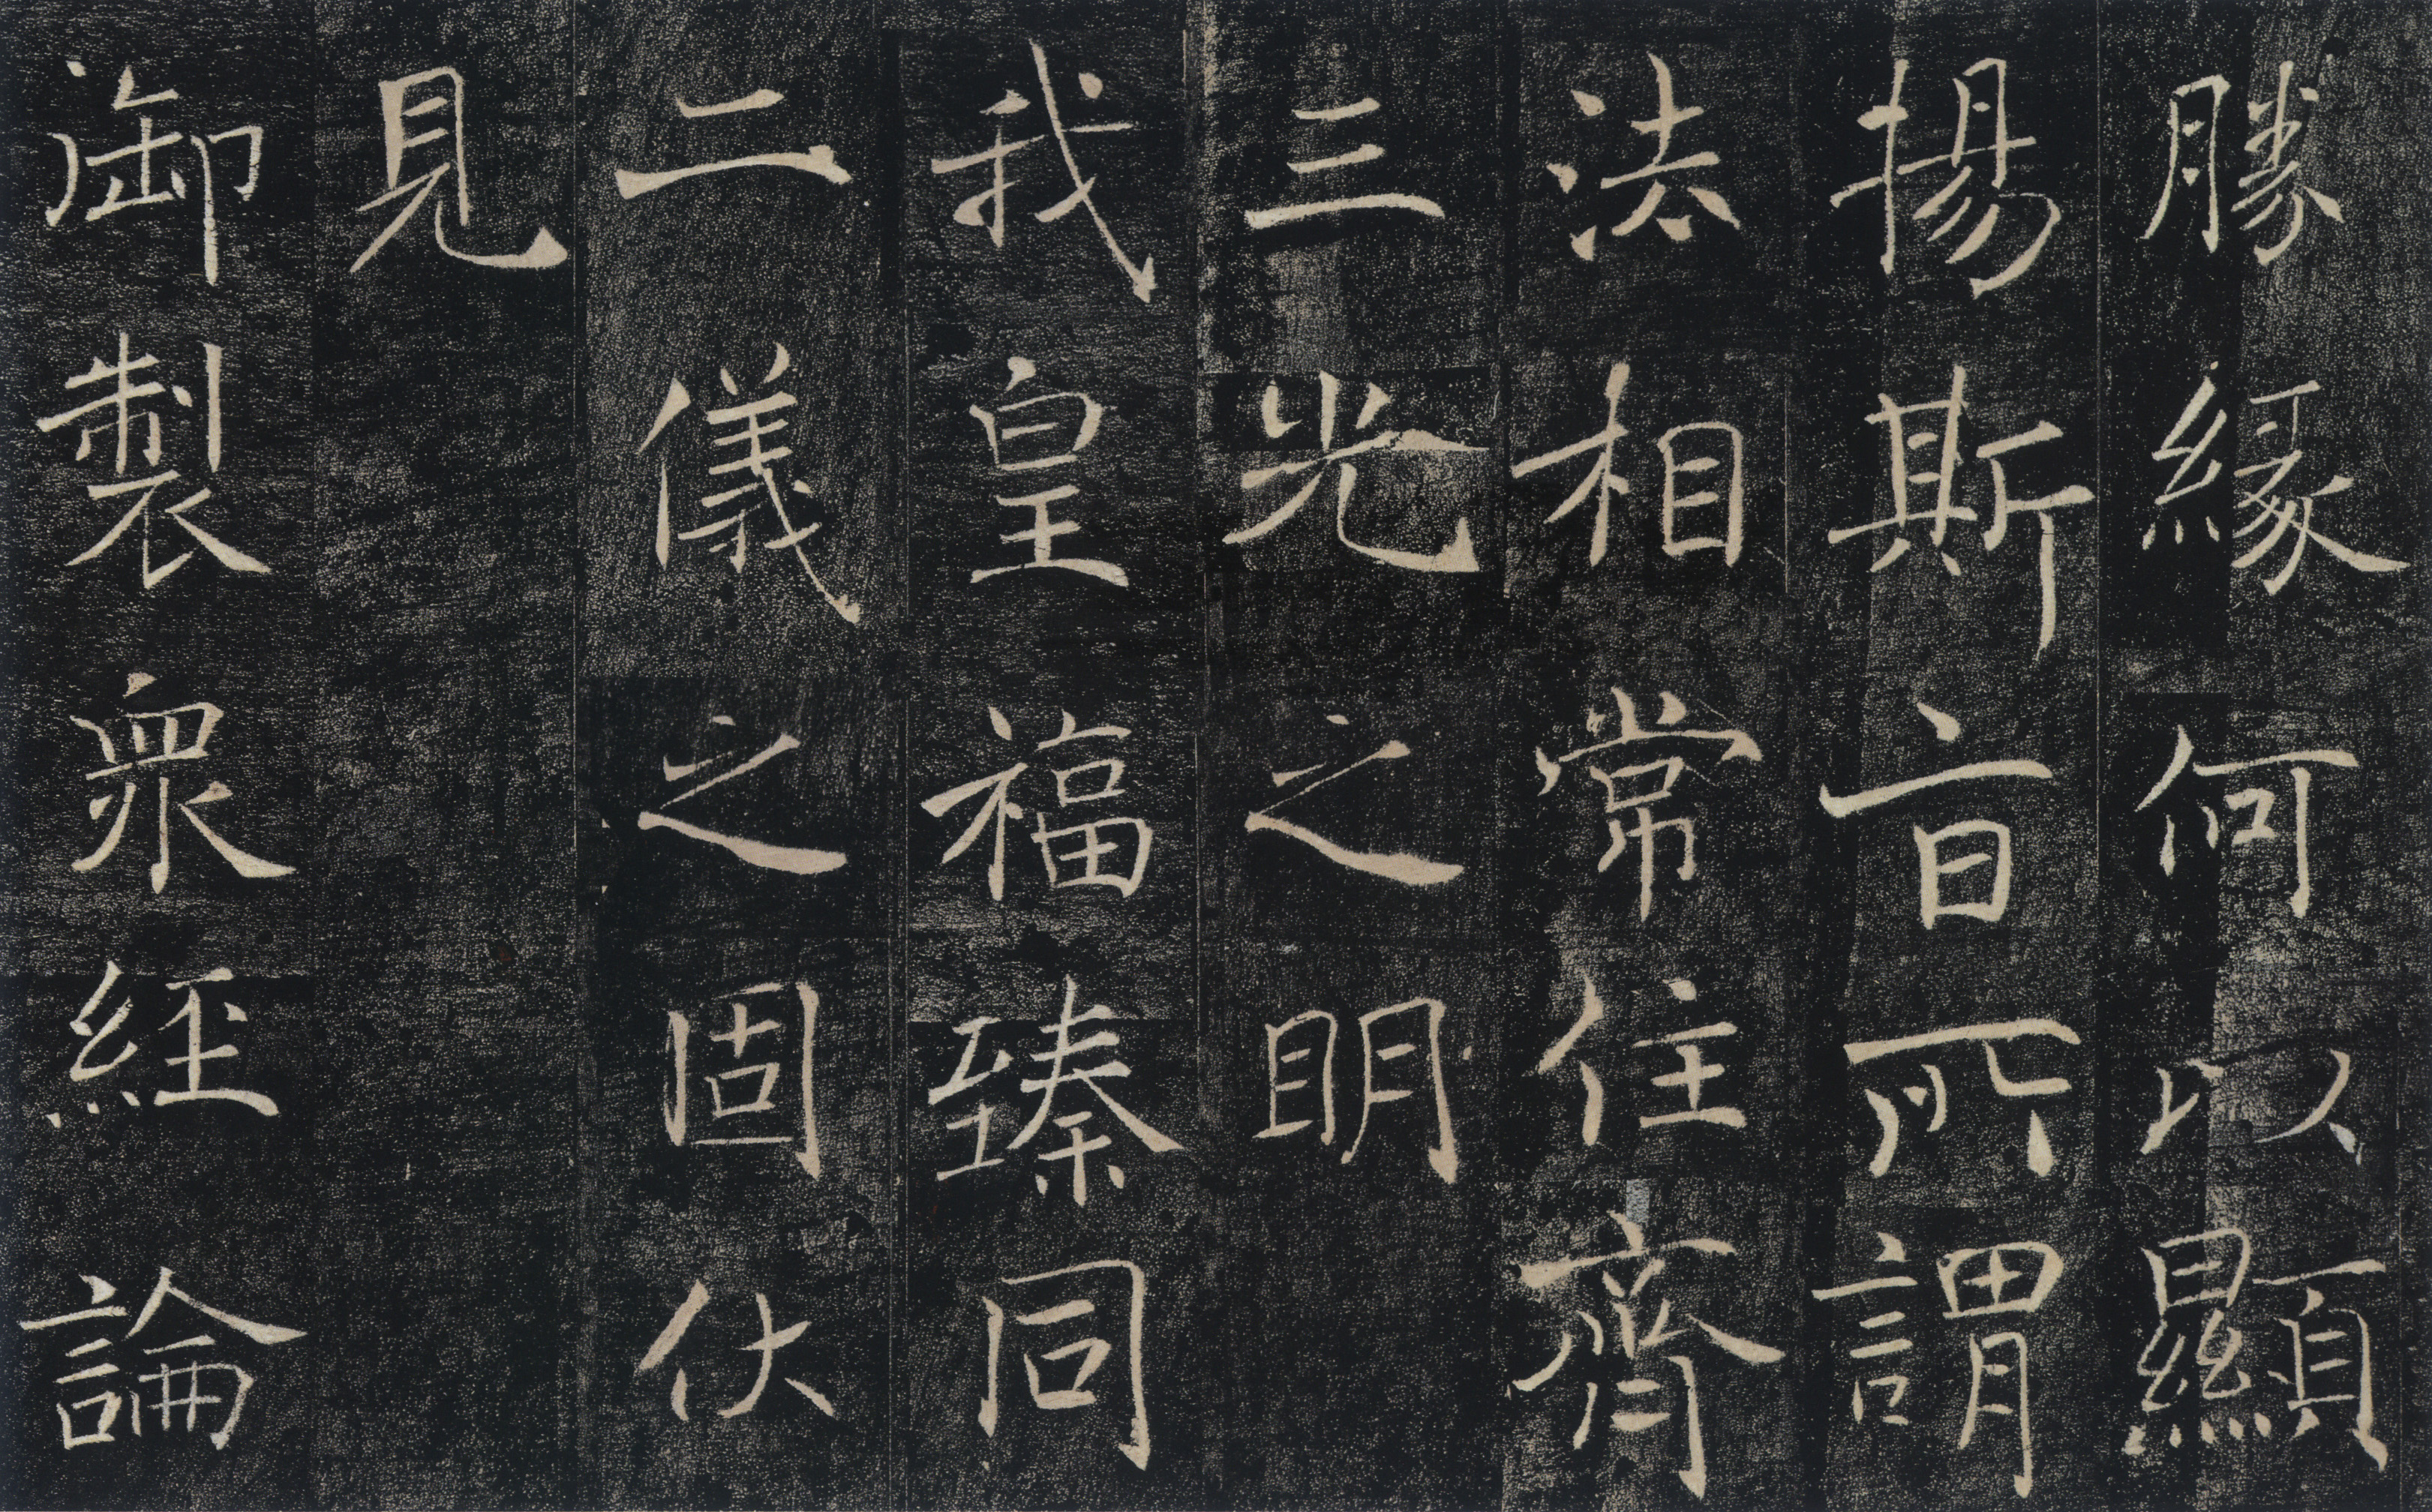 勝緣何以顯
揚斯旨所謂
法相常住齊
三光之明
我皇福臻同
二儀之固伏
見
御製衆經論